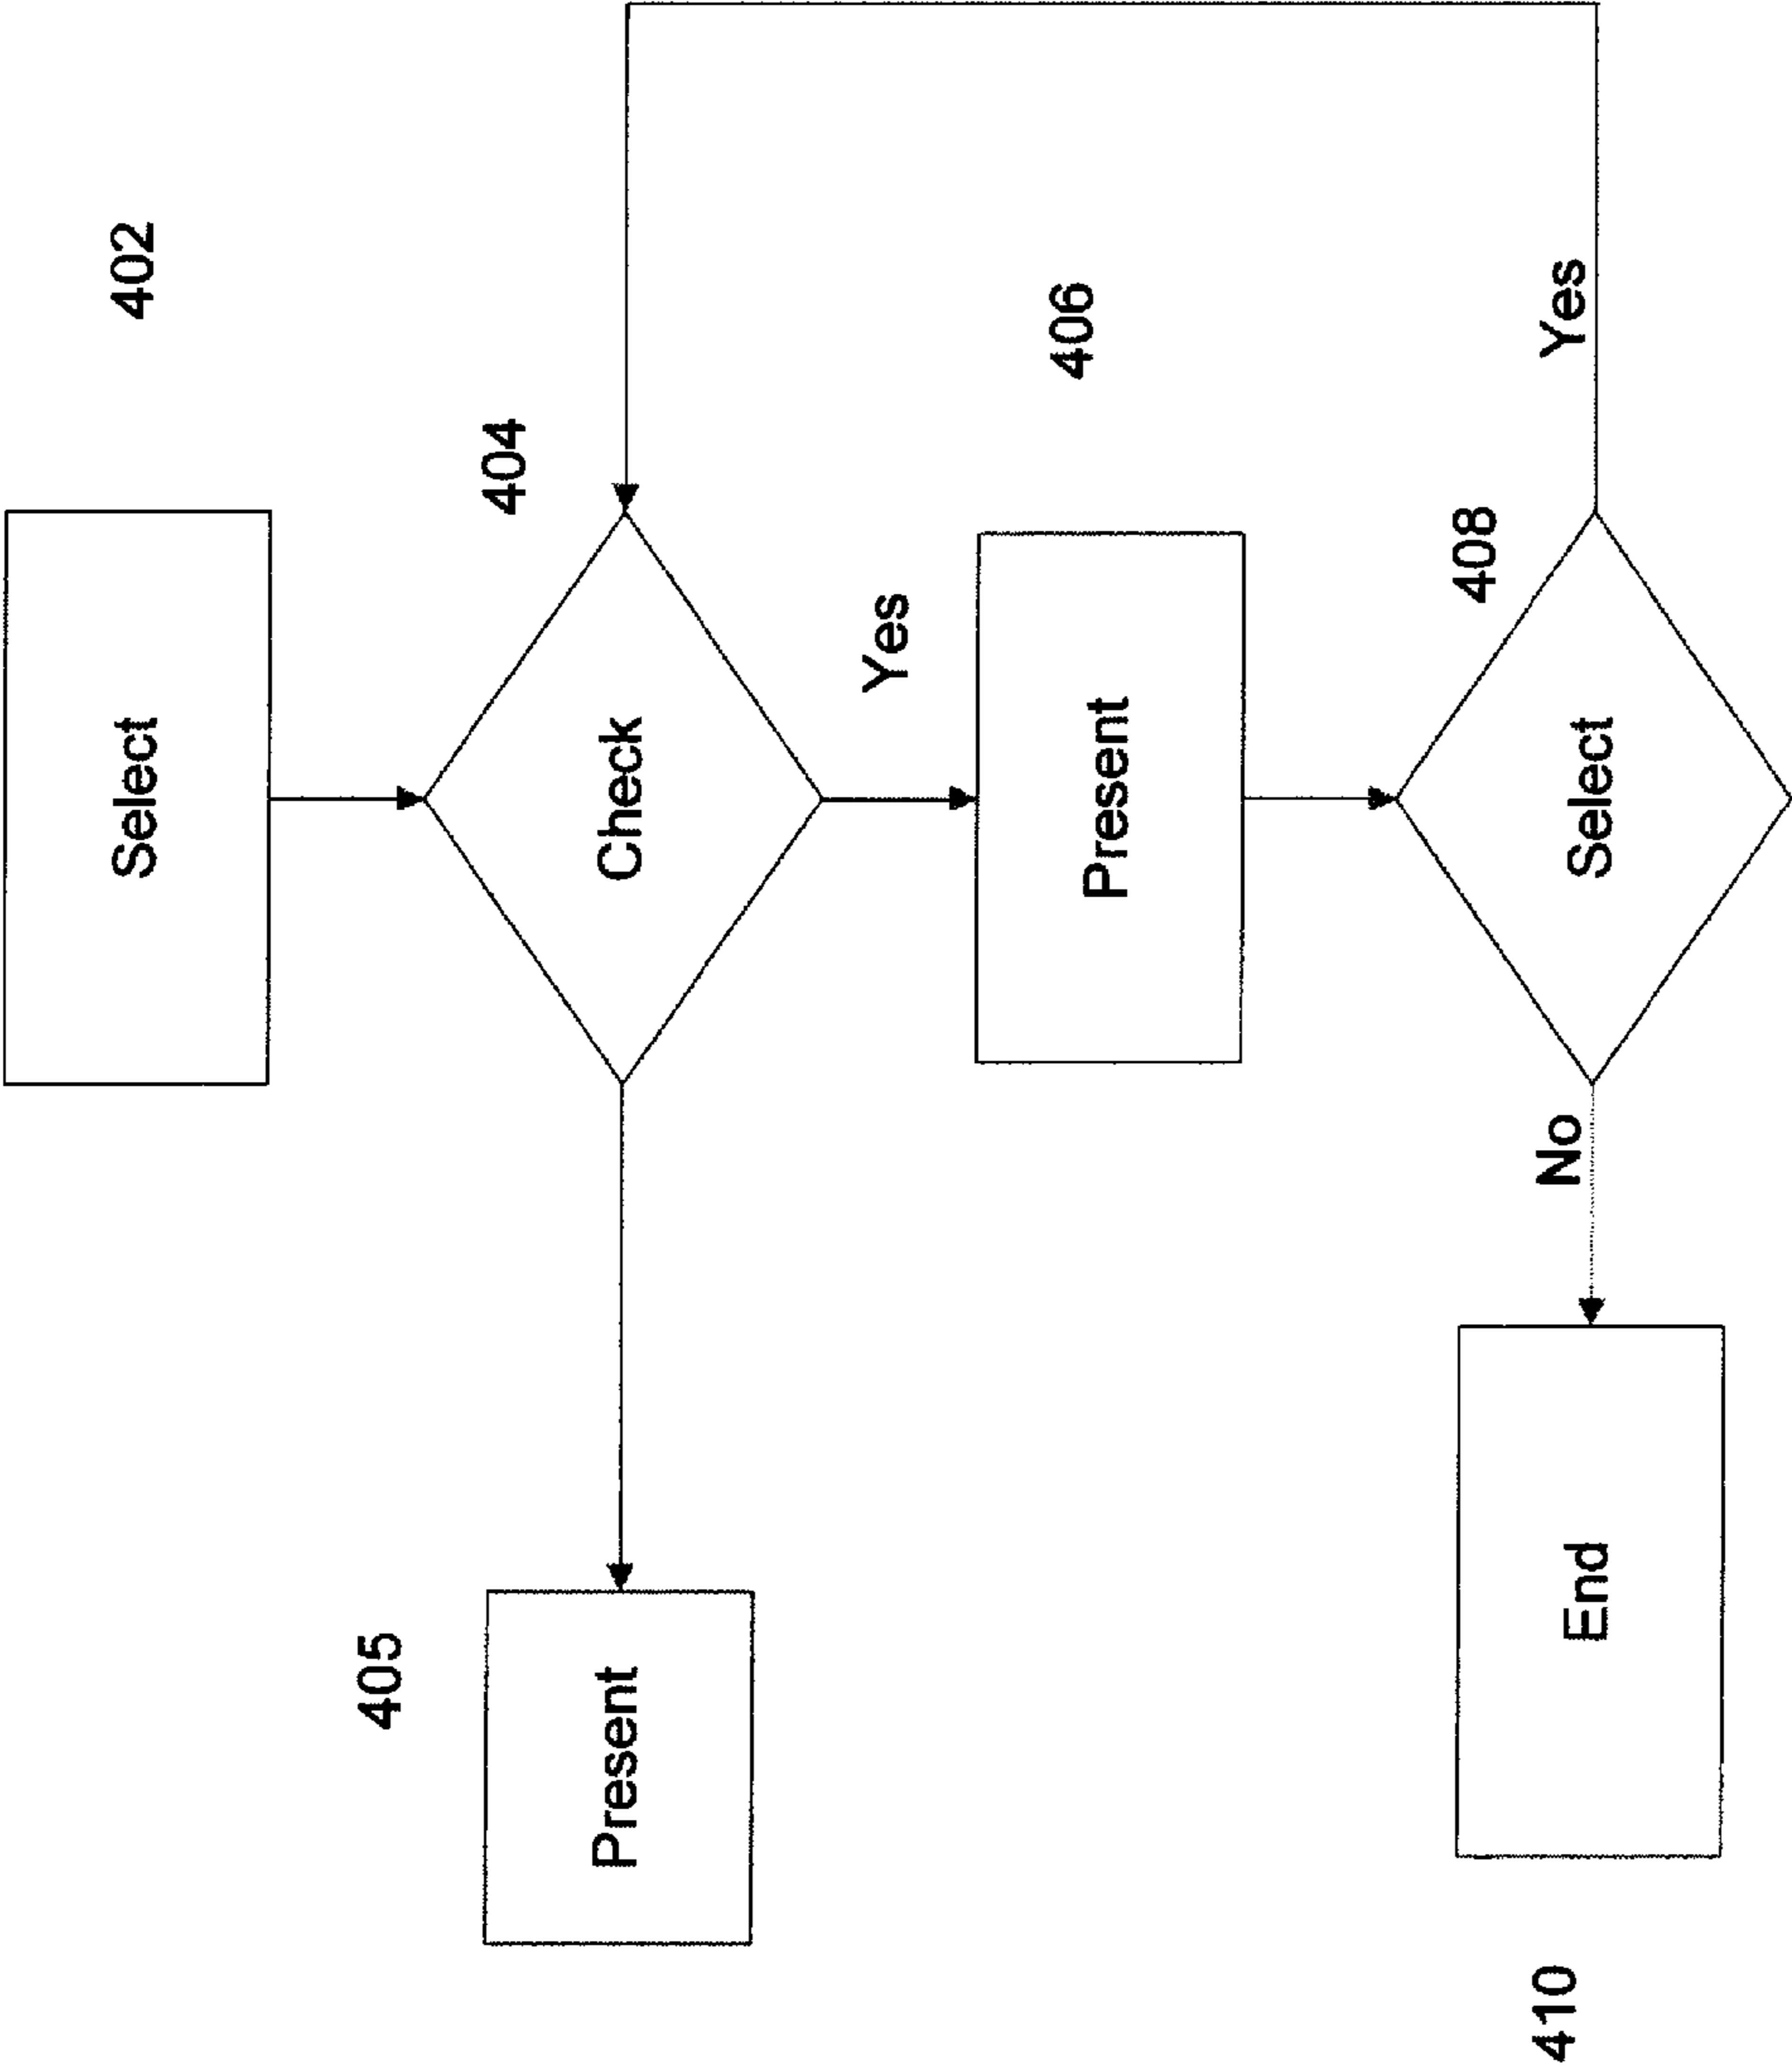 Select
402
405
404
Present
Check
Yes
406
Present
408
410
End
No
Select
Yes